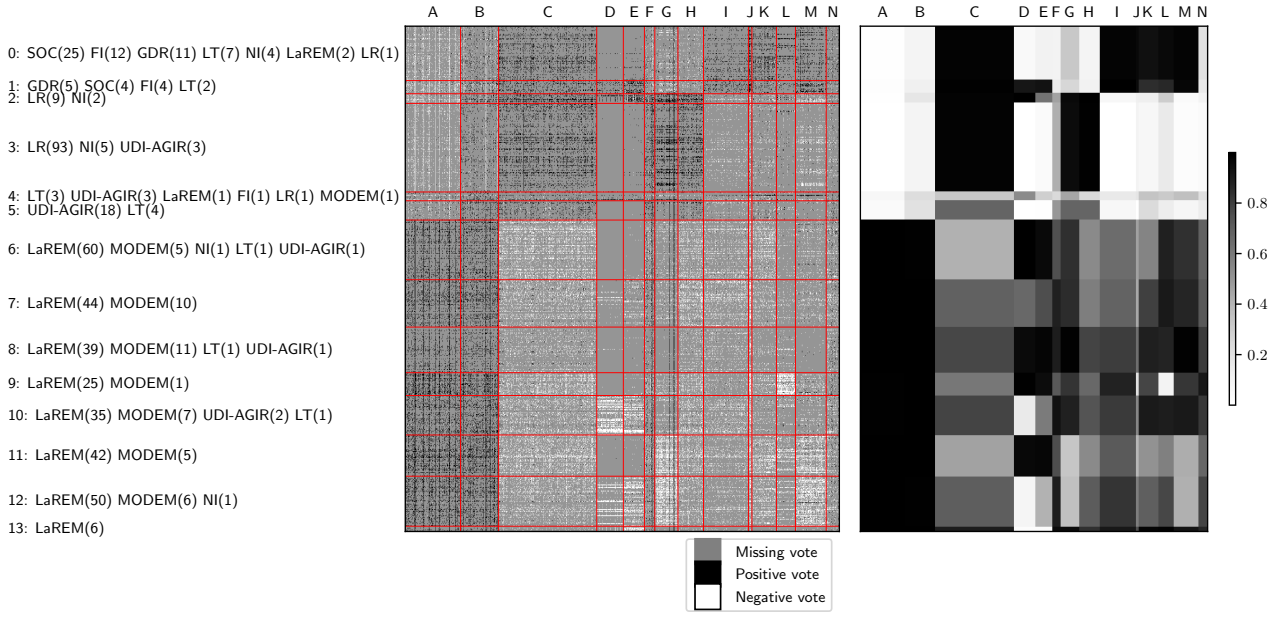 A B C D E F G H I J K L M N
A B C D E F G H I J K L M N
0: SOC(25) FI(12) GDR(11) LT(7) NI(4) LaREM(2) LR(1)
1: GDR(5) SOC(4) FI(4) LT(2)
2: LR(9) NI(2)
3: LR(93) NI(5) UDI-AGIR(3)
4: LT(3) UDI-AGIR(3) LaREM(1) FI(1) LR(1) MODEM(1)
5: UDI-AGIR(18) LT(4)
6: LaREM(60) MODEM(5) NI(1) LT(1) UDI-AGIR(1)
7: LaREM(44) MODEM(10)
8: LaREM(39) MODEM(11) LT(1) UDI-AGIR(1)
9: LaREM(25) MODEM(1)
10: LaREM(35) MODEM(7) UDI-AGIR(2) LT(1)
11: LaREM(42) MODEM(5)
12: LaREM(50) MODEM(6) NI(1)
13: LaREM(6)
0.8
0.6
0.4
0.2
Missing vote
Positive vote
Negative vote